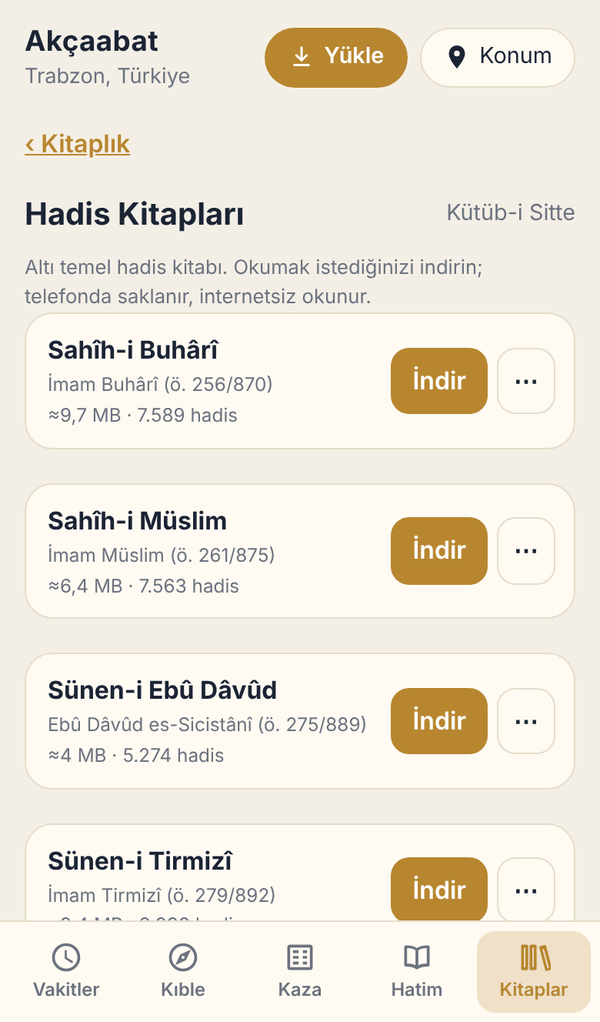 Akçaabat
Trabzon, Türkiye
Yükle
Konum
‹ Kitaplık
Hadis Kitapları
Kütüb-i Sitte
Altı temel hadis kitabı. Okumak istediğinizi indirin;
telefonda saklanır, internetsiz okunur.
Sahîh-i Buhârî
İmam Buhârî (ö. 256/870)
≈9,7 MB · 7.589 hadis
İndir
...
Sahîh-i Müslim
İmam Müslim (ö. 261/875)
≈6,4 MB · 7.563 hadis
İndir
...
Sünen-i Ebû Dâvûd
Ebû Dâvûd es-Sicistânî (ö. 275/889)
≈4 MB · 5.274 hadis
İndir
...
Sünen-i Tirmizî
İmam Tirmizî (ö. 279/892)
İndir
...
Vakitler
Kıble
Kaza
Hatim
Kitaplar